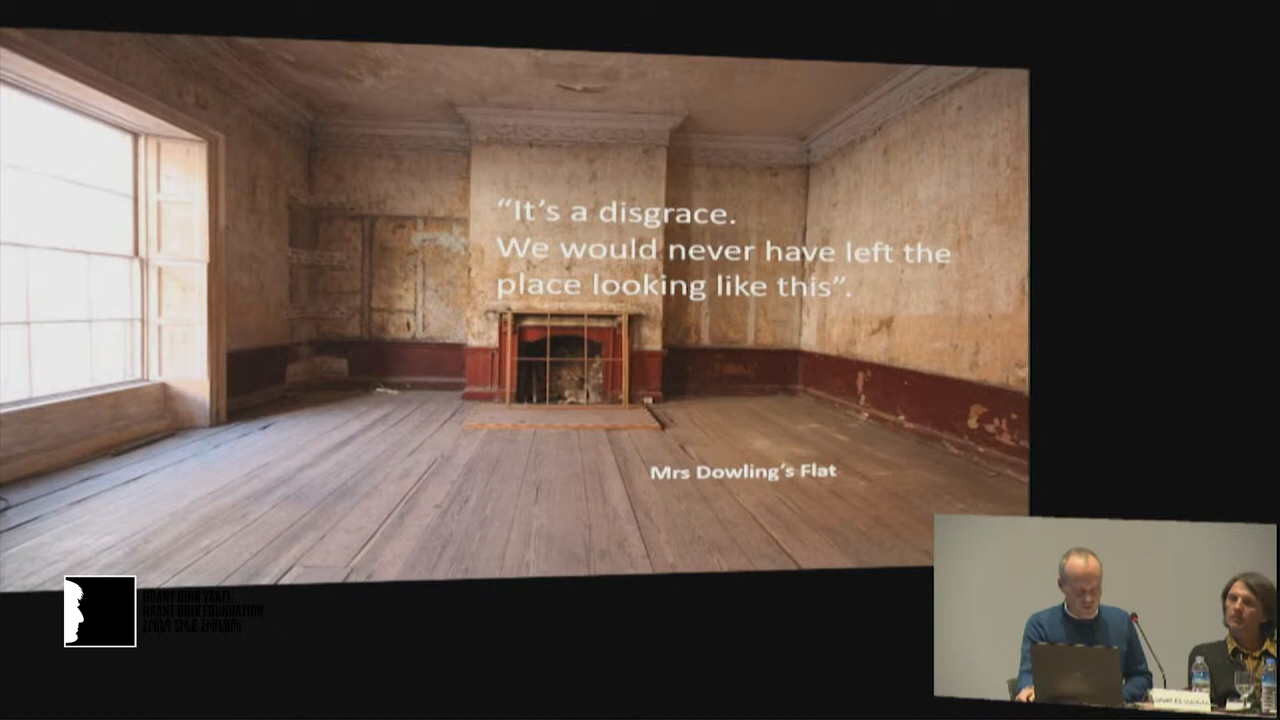 “It’s a disgrace.
We would never have left the
place looking like this”.
Mrs Dowling’s Flat
HRANT DINK VAKFI
HRANT DINK FOUNDATION